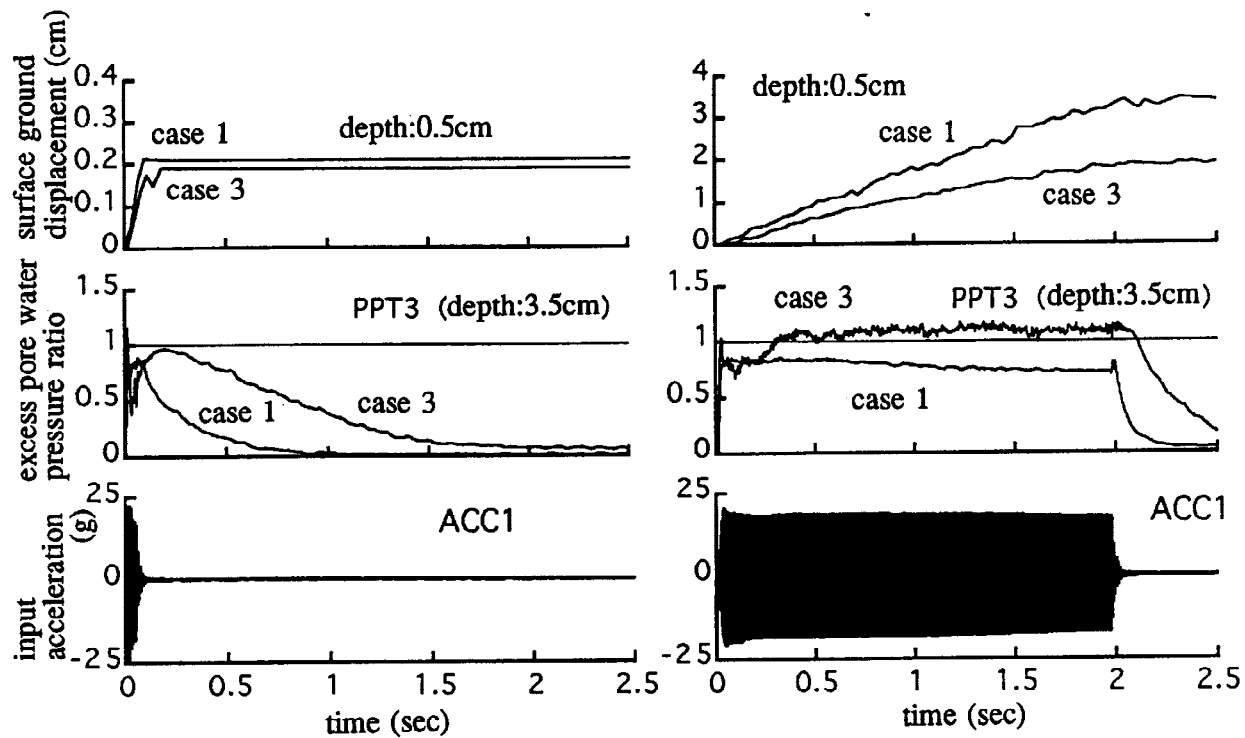 surface ground
displacement (cm)
0.4
0.3
0.2
0.1
0
case 1
depth:0.5cm
case 3
4
3
2
1
0
depth:0.5cm
case 1
case 3
excess pore water
pressure ratio
1.5
1
0.5
0
PPT3 (depth:3.5cm)
case 1
case 3
1.5
1
0.5
0
case 3
PPT3 (depth:3.5cm)
case 1
input
acceleration
(g)
25
0
-25
ACC1
0 0.5 1 1.5 2 2.5
time (sec)
25
0
-25
ACC1
0 0.5 1 1.5 2 2.5
time (sec)